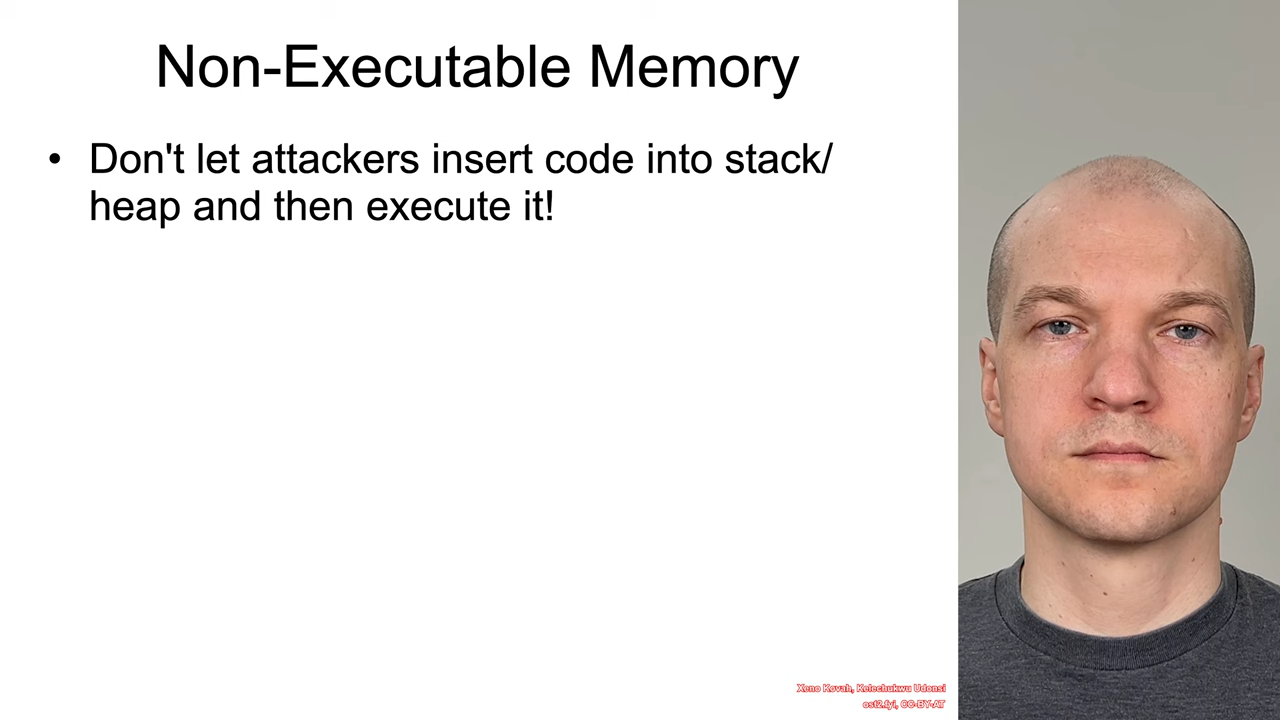 Non-Executable Memory
• Don't let attackers insert code into stack/
heap and then execute it!
Xeno Kovah, Kelechukwu Udonsi
ost2.fyi, CC-BY-AT